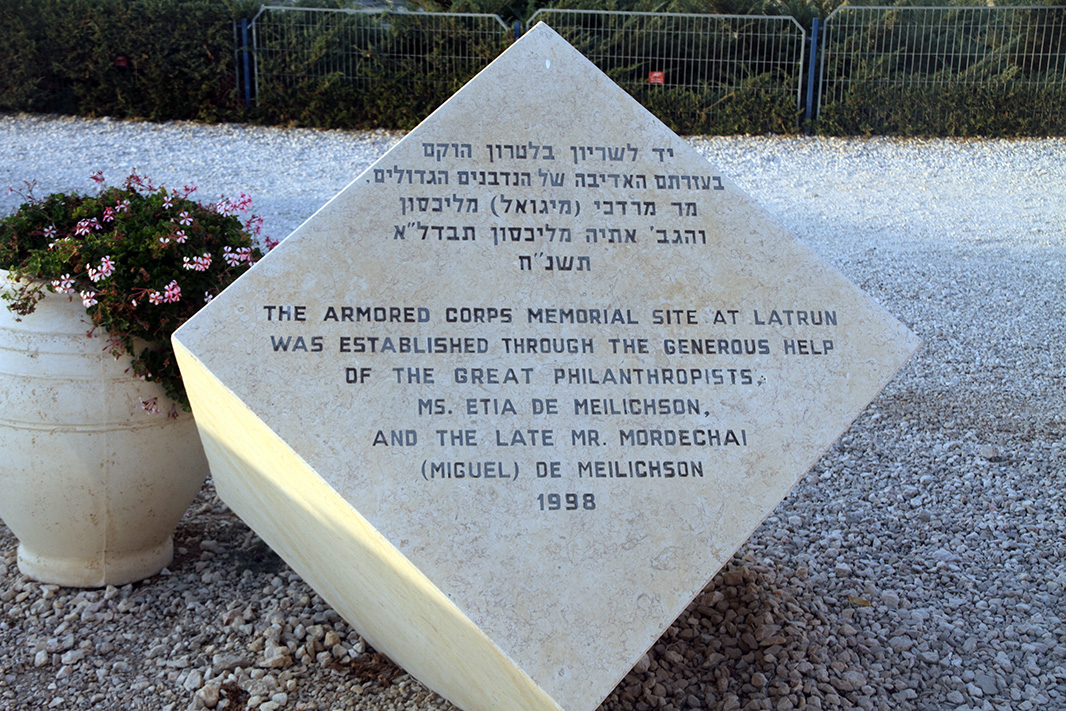 יד לשריון בלטרון הוקם
בעזרתם האדיבה של הנדבנים הגדולים.
מר מרדכי (מיגואל) מליכסון
והגב' אתיה מליכסון תבדל"א
תשנ"ח
THE ARMORED CORPS MEMORIAL SITE AT LATRUN
WAS ESTABLISHED THROUGH THE GENEROUS HELP
OF THE GREAT PHILANTHROPISTS,
MS. ETIA DE MEILICHSON,
AND THE LATE MR. MORDECHAI
(MIGUEL) DE MEILICHSON
1998